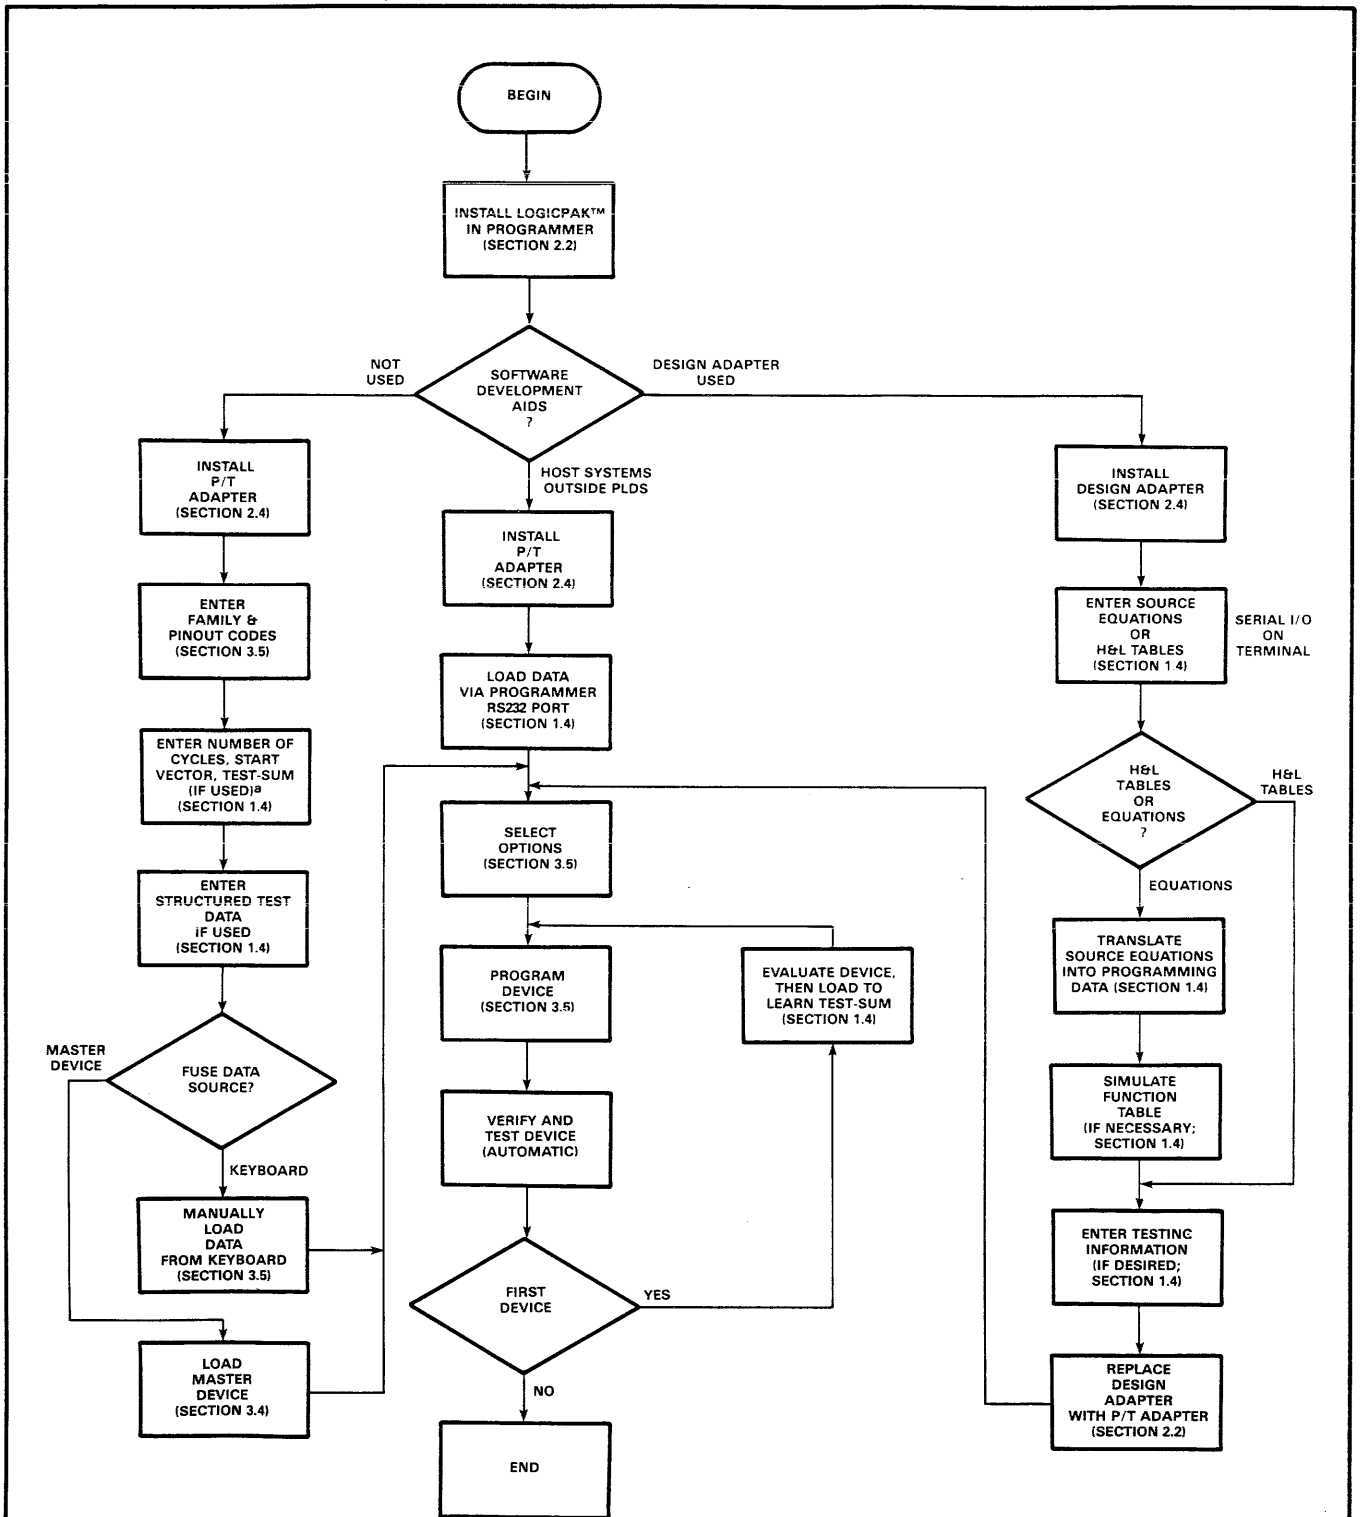 BEGIN
INSTALL LOGICPAK™
IN PROGRAMMER
(SECTION 2.2)
NOT
USED
SOFTWARE
DEVELOPMENT
AIDS
?
DESIGN ADAPTER
USED
HOST SYSTEMS
OUTSIDE PLDS
INSTALL
P/T
ADAPTER
(SECTION 2.4)
ENTER
FAMILY &
PINOUT CODES
(SECTION 3.5)
ENTER NUMBER OF
CYCLES, START
VECTOR, TEST-SUM
(IF USED)a
(SECTION 1.4)
ENTER
STRUCTURED TEST
DATA
IF USED
(SECTION 1.4)
MASTER
DEVICE
FUSE DATA
SOURCE?
KEYBOARD
MANUALLY
LOAD
DATA
FROM KEYBOARD
(SECTION 3.5)
LOAD
MASTER
DEVICE
(SECTION 3.4)
INSTALL
P/T
ADAPTER
(SECTION 2.4)
LOAD DATA
VIA PROGRAMMER
RS232 PORT
(SECTION 1.4)
SELECT
OPTIONS
(SECTION 3.5)
PROGRAM
DEVICE
(SECTION 3.5)
VERIFY AND
TEST DEVICE
(AUTOMATIC)
FIRST
DEVICE
YES
NO
END
EVALUATE DEVICE,
THEN LOAD TO
LEARN TEST-SUM
(SECTION 1.4)
INSTALL
DESIGN ADAPTER
(SECTION 2.4)
ENTER SOURCE
EQUATIONS
OR
H&L TABLES
(SECTION 1.4)
SERIAL I/O
ON
TERMINAL
H&L
TABLES
OR
EQUATIONS
?
H&L
TABLES
EQUATIONS
TRANSLATE
SOURCE EQUATIONS
INTO PROGRAMMING
DATA (SECTION 1.4)
SIMULATE
FUNCTION
TABLE
(IF NECESSARY;
SECTION 1.4)
ENTER TESTING
INFORMATION
(IF DESIRED;
SECTION 1.4)
REPLACE
DESIGN
ADAPTER
WITH P/T ADAPTER
(SECTION 2.2)